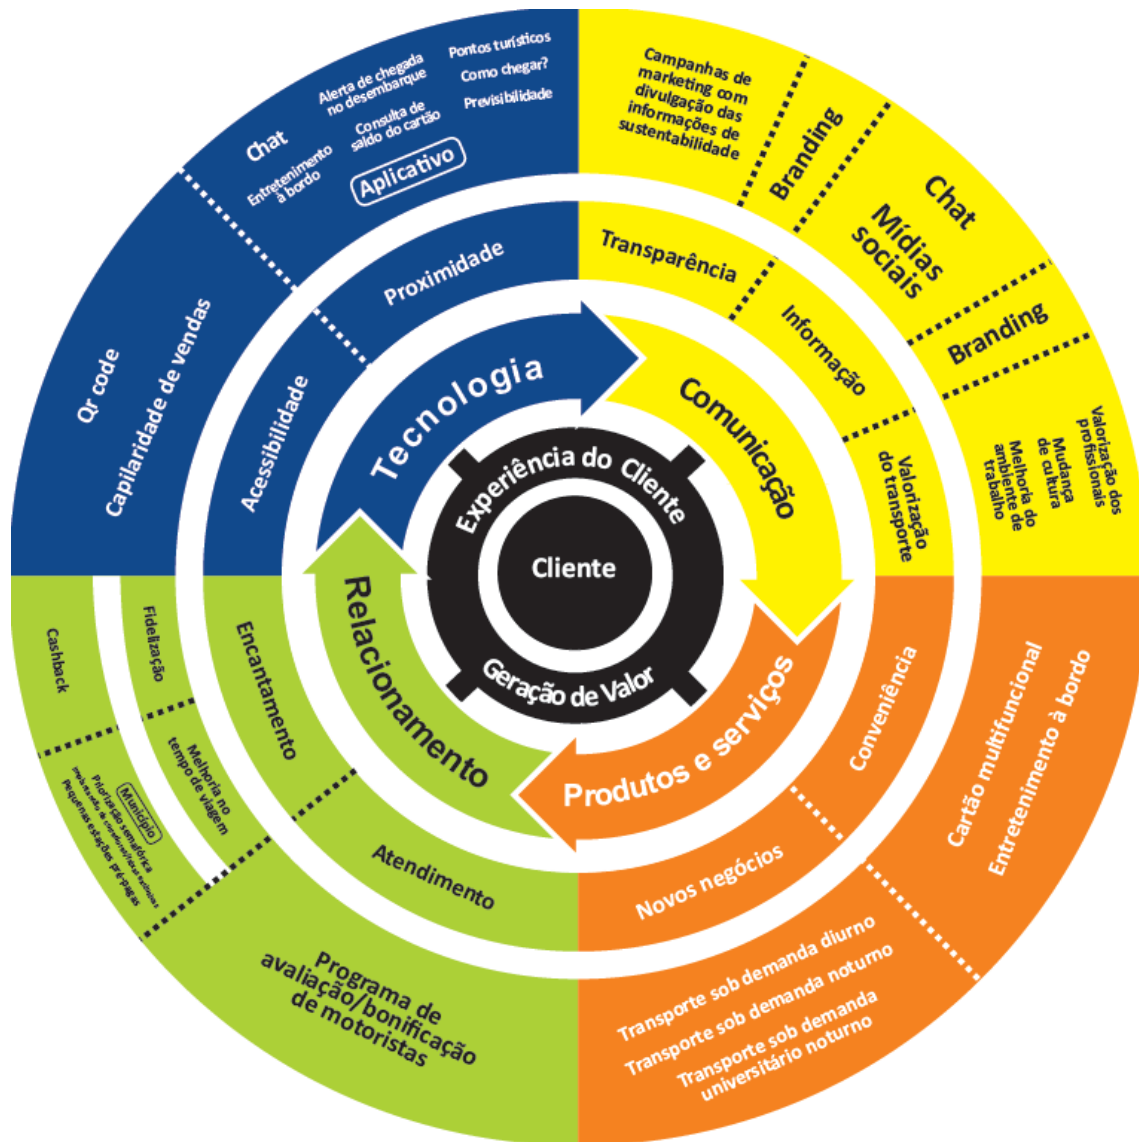 Cliente
Experiência do Cliente
Geração de Valor
Tecnologia
Proximidade
Acessibilidade
Pontos turísticos
Como chegar?
Previsibilidade
Alerta de chegada
no desembarque
Consulta de
saldo do cartão
Chat
Entretenimento
à bordo
Aplicativo
Qr code
Capilaridade de vendas
Comunicação
Transparência
Informação
Valorização
do transporte
Campanhas de
marketing com
divulgação das
informações de
sustentabilidade
Branding
Chat
Mídias
sociais
Branding
Valorização dos
profissionais
Mudança
de cultura
Melhoria do
ambiente de
trabalho
Produtos e serviços
Conveniência
Novos negócios
Cartão multifuncional
Entretenimento à bordo
Transporte sob demanda diurno
Transporte sob demanda noturno
Transporte sob demanda
universitário noturno
Relacionamento
Encantamento
Atendimento
Fidelização
Melhoria no
tempo de viagem
Cashback
Município
Priorização semafórica
Pequenas estações pré-pagas
Programa de
avaliação/bonificação
de motoristas